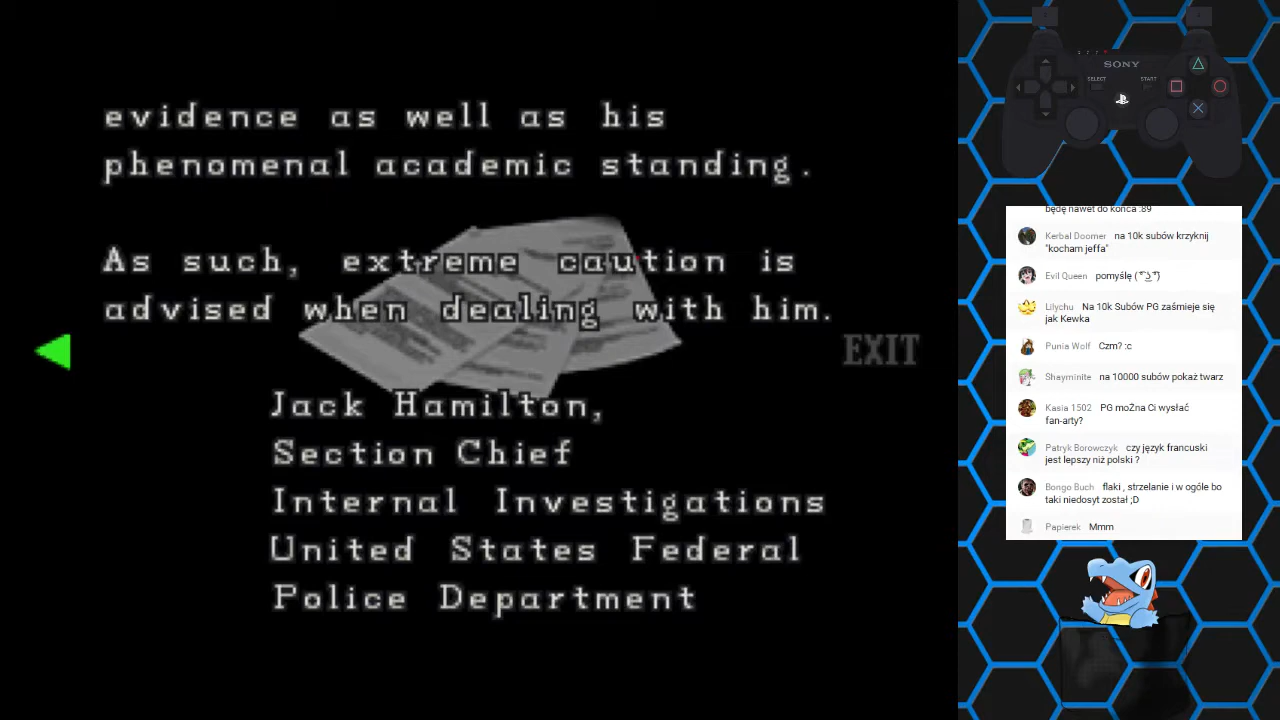 evidence as well as his
phenomenal academic standing.
As such, extreme caution is
advised when dealing with him.
EXIT
Jack Hamilton,
Section Chief
Internal Investigations
United States Federal
Police Department
SONY
SELECT
START
będę nawet do końca :89
Kerbal Doomer na 10k subów krzyknij
"kocham jeffa"
Evil Queen pomyślę ( ͡° ͜ʖ ͡°)
Lilychu Na 10k Subów PG zaśmieje się
jak Kewka
Punia Wolf Czm? :c
Shayminite na 10000 subów pokaż twarz
Kasia 1502 PG moZna Ci wysłać
fan-arty?
Patryk Borowczyk czy język francuski
jest lepszy niż polski ?
Bongo Buch flaki , strzelanie i w ogóle bo
taki niedosyt został ;D
Papierek Mmm